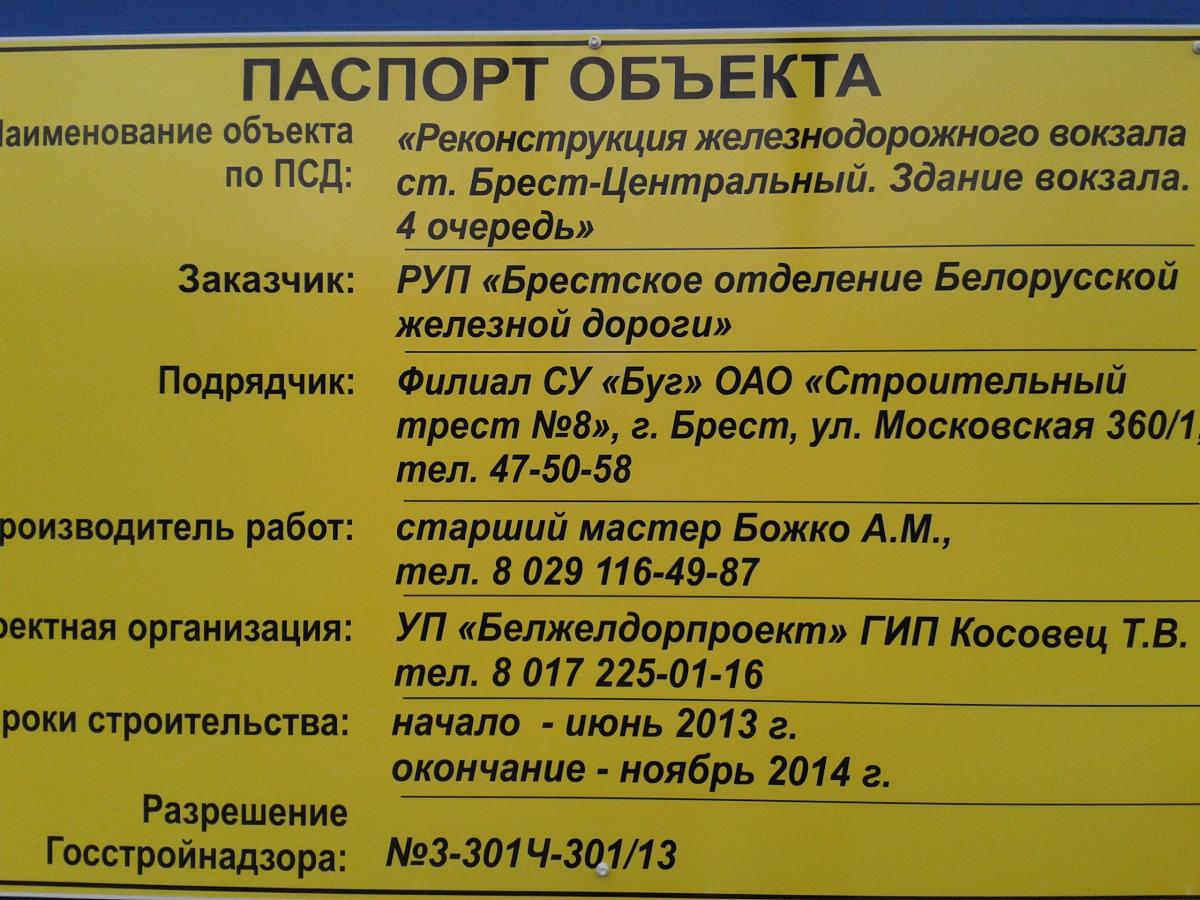 ПАСПОРТ ОБЪЕКТА
Наименование объекта
по ПСД:
«Реконструкция железнодорожного вокзала
ст. Брест-Центральный. Здание вокзала.
4 очередь»
Заказчик: РУП «Брестское отделение Белорусской
железной дороги»
Подрядчик: Филиал СУ «Буг» ОАО «Строительный
трест №8», г. Брест, ул. Московская 360/1,
тел. 47-50-58
роизводитель работ: старший мастер Божко А.М.,
тел. 8 029 116-49-87
оектная организация: УП «Белжелдорпроект» ГИП Косовец Т.В.
тел. 8 017 225-01-16
роки строительства: начало - июнь 2013 г.
окончание - ноябрь 2014 г.
Разрешение
Госстройнадзора: №3-301Ч-301/13